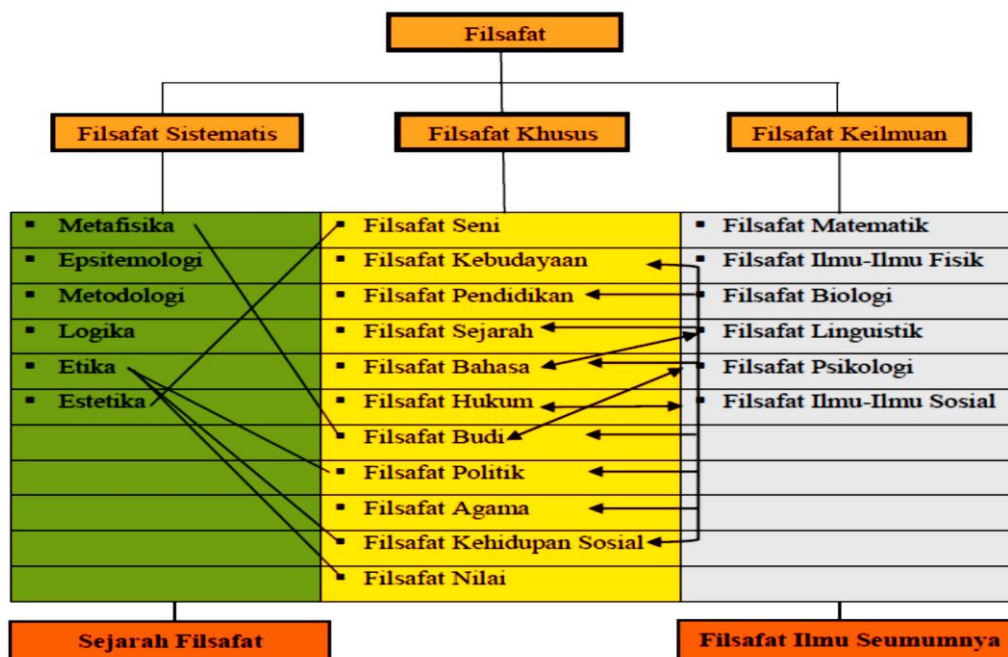 Filsafat
Filsafat Sistematis
Filsafat Khusus
Filsafat Keilmuan
▪ Metafisika
▪ Epsitemologi
▪ Metodologi
▪ Logika
▪ Etika
▪ Estetika
▪ Filsafat Seni
▪ Filsafat Kebudayaan
▪ Filsafat Pendidikan
▪ Filsafat Sejarah
▪ Filsafat Bahasa
▪ Filsafat Hukum
▪ Filsafat Budi
▪ Filsafat Politik
▪ Filsafat Agama
▪ Filsafat Kehidupan Sosial
▪ Filsafat Nilai
▪ Filsafat Matematik
▪ Filsafat Ilmu-Ilmu Fisik
▪ Filsafat Biologi
▪ Filsafat Linguistik
▪ Filsafat Psikologi
▪ Filsafat Ilmu-Ilmu Sosial
Sejarah Filsafat
Filsafat Ilmu Seumumnya